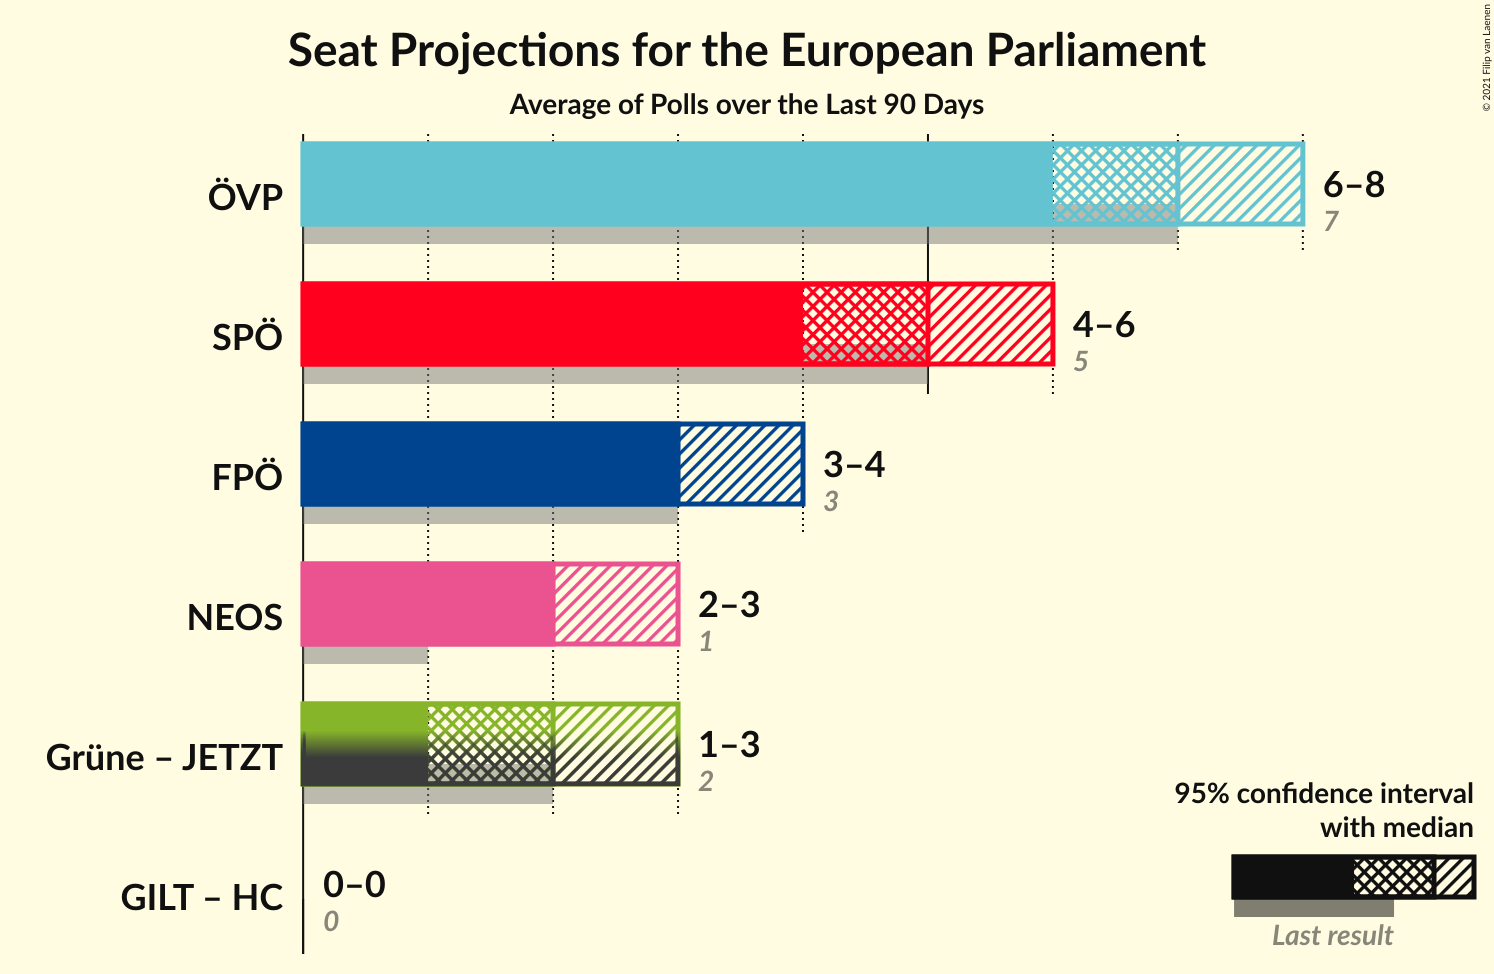 Seat Projections for the European Parliament
Average of Polls over the Last 90 Days
© 2021 Filip van Laenen
ÖVP
6–8
7
SPÖ
4–6
5
FPÖ
3–4
3
NEOS
2–3
1
Grüne – JETZT
1–3
2
GILT – HC
0–0
0
95% confidence interval
with median
Last result